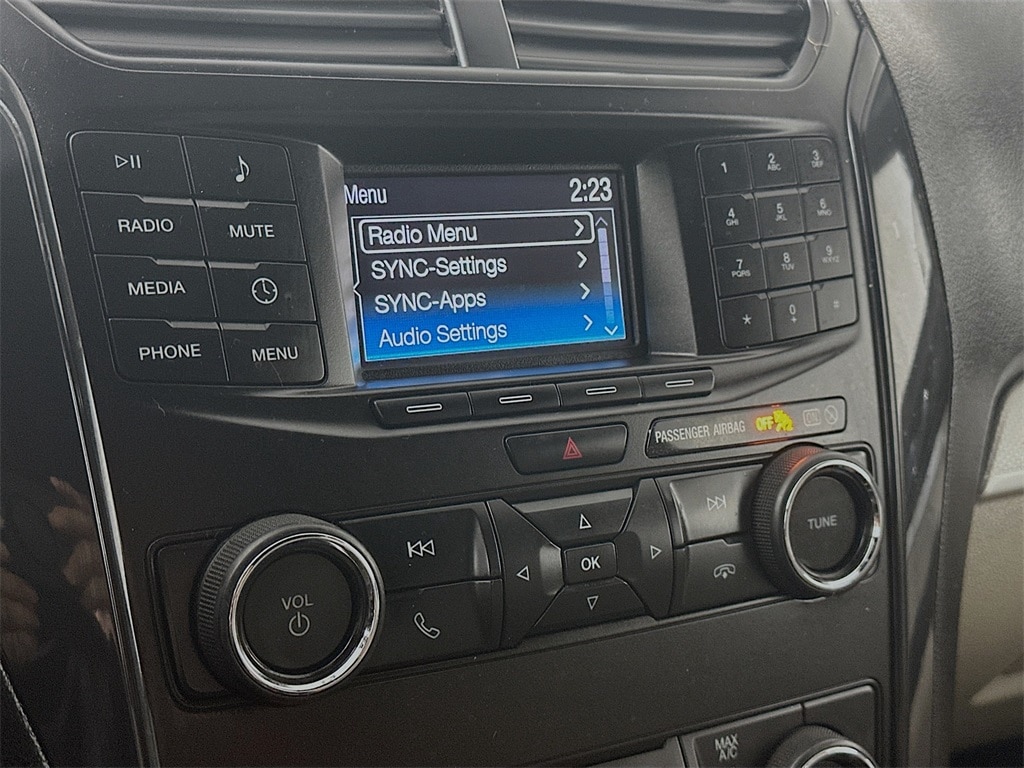 RADIO
MUTE
MEDIA
PHONE
MENU
Menu 2:23
Radio Menu
SYNC-Settings
SYNC-Apps
Audio Settings
1
2 ABC
3 DEF
4 GHI
5 JKL
6 MNO
7 PQRS
8 TUV
9 WXYZ
*
0 +
#
PASSENGER AIRBAG OFF ON
VOL
OK
TUNE
MAX
A/C